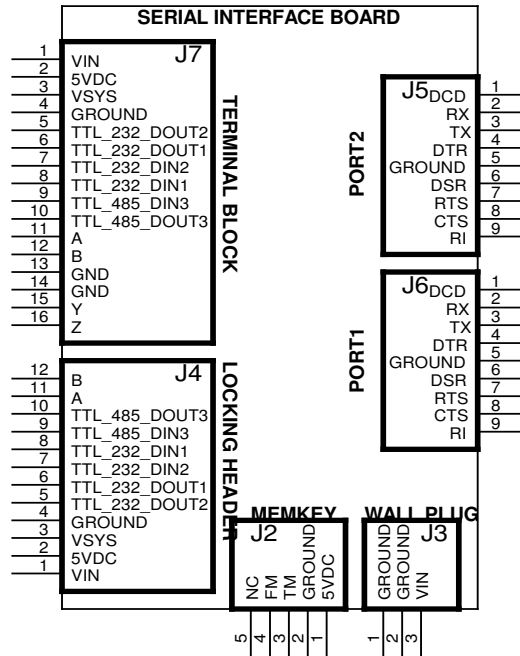 SERIAL INTERFACE BOARD
J7
TERMINAL BLOCK
1 VIN
2 5VDC
3 VSYS
4 GROUND
5 TTL_232_DOUT2
6 TTL_232_DOUT1
7 TTL_232_DIN2
8 TTL_232_DIN1
9 TTL_485_DIN3
10 TTL_485_DOUT3
11 A
12 B
13 GND
14 GND
15 Y
16 Z
J5
PORT2
DCD 1
RX 2
TX 3
DTR 4
GROUND 5
DSR 6
RTS 7
CTS 8
RI 9
J6
PORT1
DCD 1
RX 2
TX 3
DTR 4
GROUND 5
DSR 6
RTS 7
CTS 8
RI 9
J4
LOCKING HEADER
12 B
11 A
10 TTL_485_DOUT3
9 TTL_485_DIN3
8 TTL_232_DIN1
7 TTL_232_DIN2
6 TTL_232_DOUT1
5 TTL_232_DOUT2
4 GROUND
3 VSYS
2 5VDC
1 VIN
MEMKEY
J2
NC 5
FM 4
TM 3
GROUND 2
5VDC 1
WALL PLUG
J3
GROUND 1
GROUND 2
VIN 3